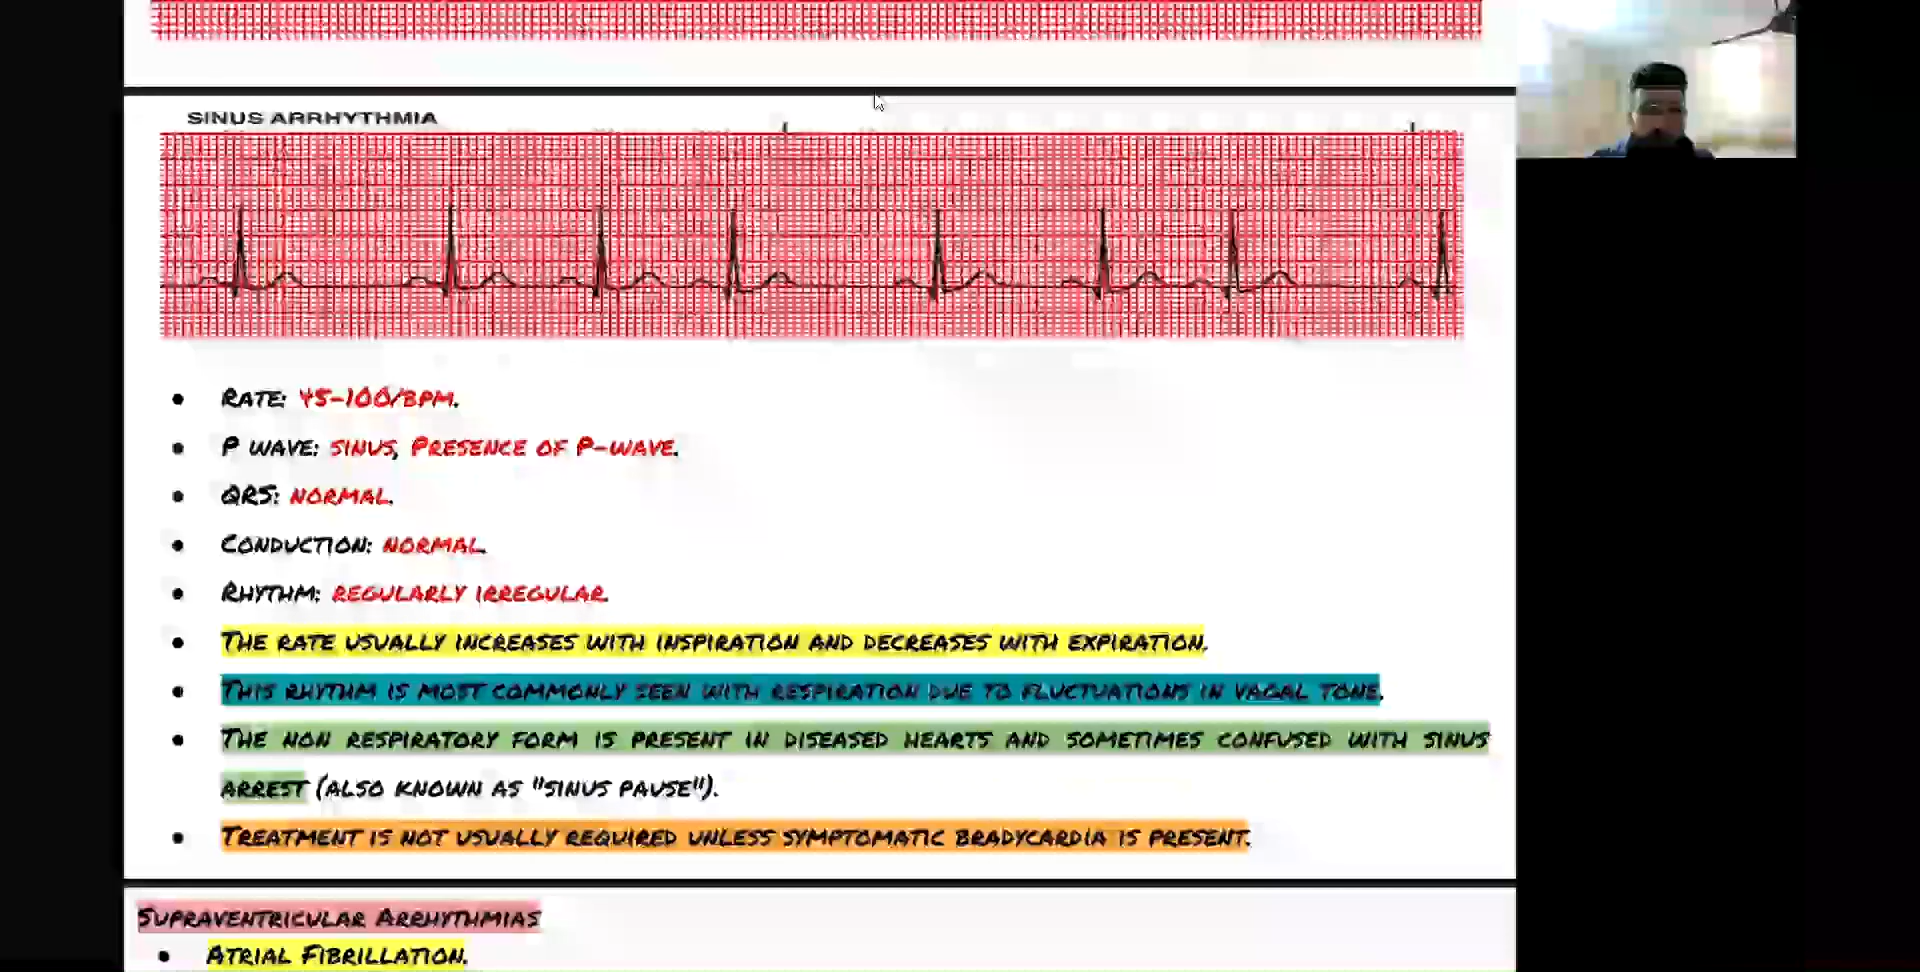 SINUS ARRHYTHMIA
RATE: 45-100/BPM.
P WAVE: SINUS, PRESENCE OF P-WAVE.
QRS: NORMAL.
CONDUCTION: NORMAL.
RHYTHM: REGULARLY IRREGULAR.
THE RATE USUALLY INCREASES WITH INSPIRATION AND DECREASES WITH EXPIRATION.
THIS RHYTHM IS MOST COMMONLY SEEN WITH RESPIRATION DUE TO FLUCTUATIONS IN VAGAL TONE.
THE NON RESPIRATORY FORM IS PRESENT IN DISEASED HEARTS AND SOMETIMES CONFUSED WITH SINUS
ARREST (ALSO KNOWN AS "SINUS PAUSE").
TREATMENT IS NOT USUALLY REQUIRED UNLESS SYMPTOMATIC BRADYCARDIA IS PRESENT.
SUPRAVENTRICULAR ARRHYTHMIAS
ATRIAL FIBRILLATION.